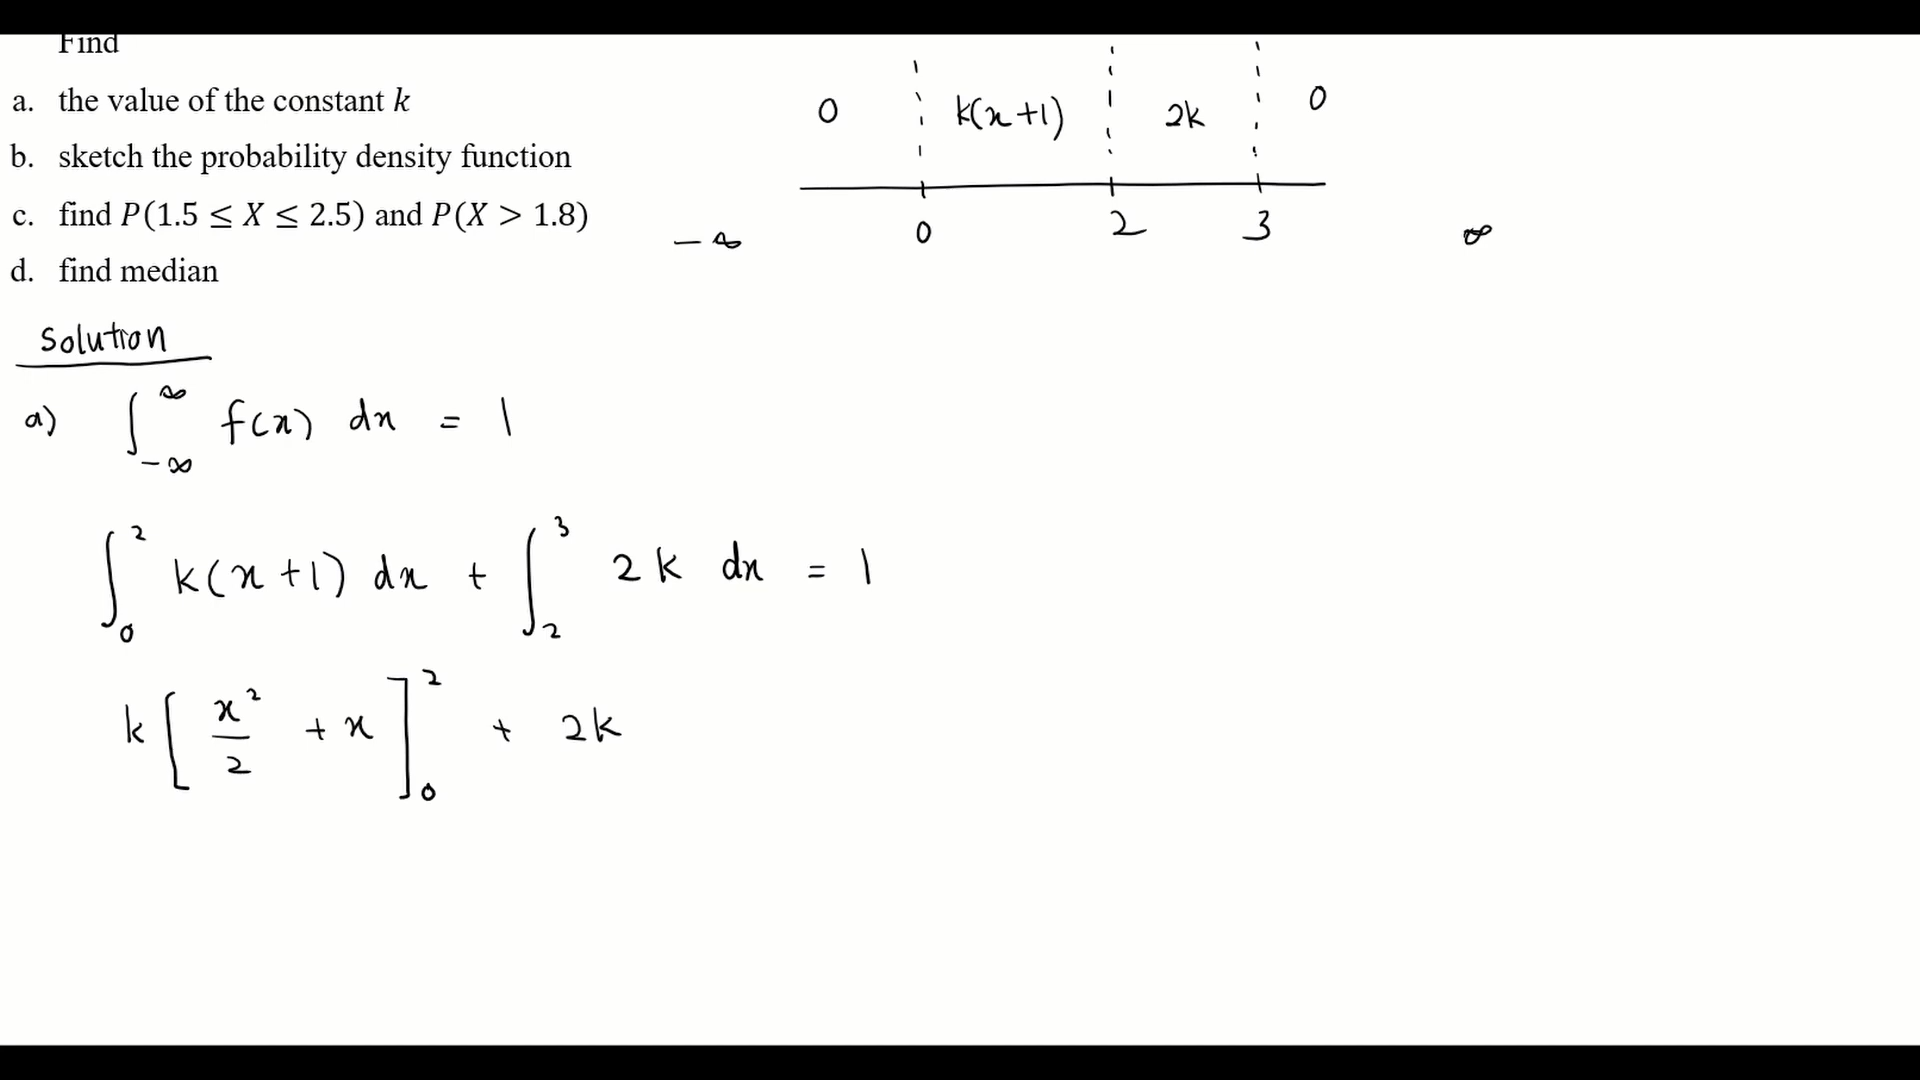 Find
a. the value of the constant k
b. sketch the probability density function
c. find P(1.5 ≤ X ≤ 2.5) and P(X > 1.8)
d. find median
0 k(x+1) 2k 0
-∞ 0 2 3 ∞
Solution
a) ∫_{-∞}^{∞} f(x) dx = 1
∫_0^2 k(x+1) dx + ∫_2^3 2k dx = 1
k[x^2/2 + x]_0^2 + 2k